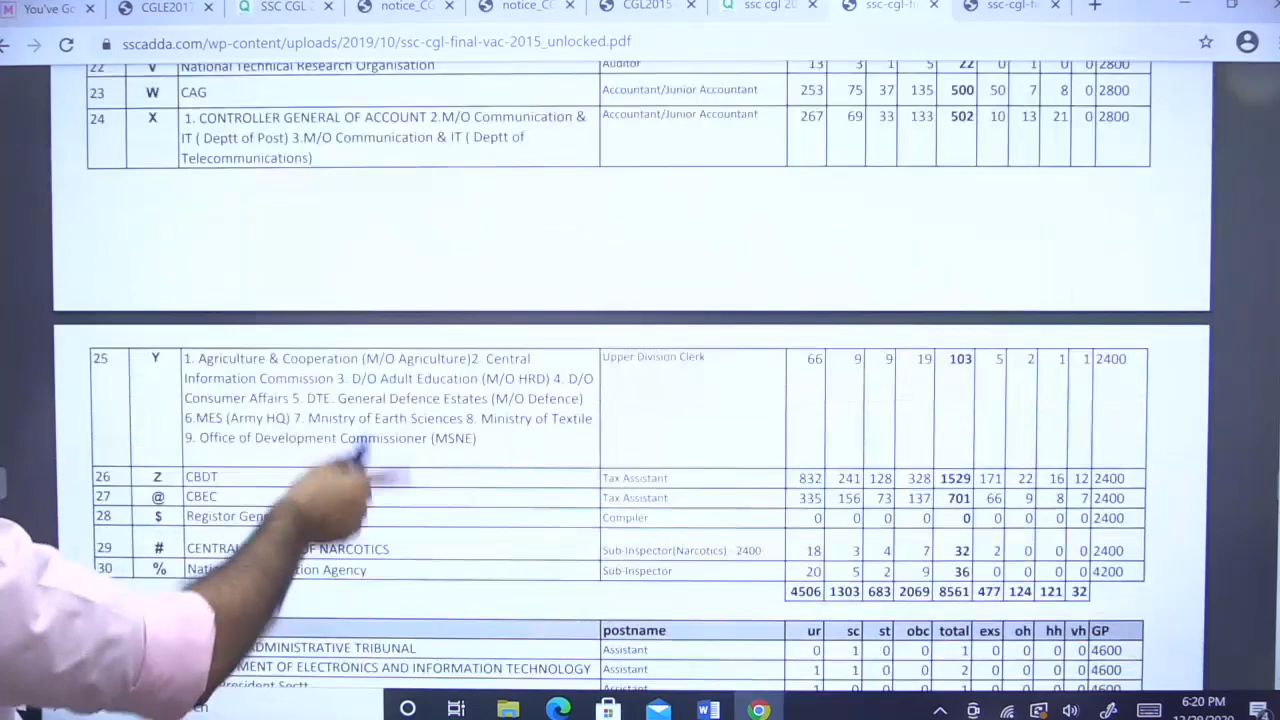 You've Go
CGLE2017
SSC CGL
notice_CC
notice_CC
CGL2015
ssc cgl 20
ssc-cgl-fi
ssc-cgl-fi
sscadda.com/wp-content/uploads/2019/10/ssc-cgl-final-vac-2015_unlocked.pdf
22 V National Technical Research Organisation Auditor 13 3 1 5 22 0 1 0 0 2800
23 W CAG Accountant/Junior Accountant 253 75 37 135 500 50 7 8 0 2800
24 X 1. CONTROLLER GENERAL OF ACCOUNT 2.M/O Communication & Accountant/Junior Accountant 267 69 33 133 502 10 13 21 0 2800
IT ( Deptt of Post) 3.M/O Communication & IT ( Deptt of
Telecommunications)
25 Y 1. Agriculture & Cooperation (M/O Agriculture)2. Central Upper Division Clerk 66 9 9 19 103 5 2 1 1 2400
Information Commission 3. D/O Adult Education (M/O HRD) 4. D/O
Consumer Affairs 5. DTE. General Defence Estates (M/O Defence)
6.MES (Army HQ) 7. Mnistry of Earth Sciences 8. Ministry of Textile
9. Office of Development Commissioner (MSNE)
26 Z CBDT Tax Assistant 832 241 128 328 1529 171 22 16 12 2400
27 @ CBEC Tax Assistant 335 156 73 137 701 66 9 8 7 2400
28 $ Registor Gen Compiler 0 0 0 0 0 0 0 0 0 2400
29 # CENTRAL OF NARCOTICS Sub-Inspector(Narcotics) - 2400 18 3 4 7 32 2 0 0 0 2400
30 % Nati ion Agency Sub-Inspector 20 5 2 9 36 0 0 0 0 4200
4506 1303 683 2069 8561 477 124 121 32
postname ur sc st obc total exs oh hh vh GP
DMINISTRATIVE TRIBUNAL Assistant 0 1 0 0 1 0 0 0 0 4600
MENT OF ELECTRONICS AND INFORMATION TECHNOLOGY Assistant 1 1 0 0 2 0 0 0 0 4600
President Sectt Assistant 1 0 0 0 1 0 0 0 0 4600
6:20 PM
12/29/2020